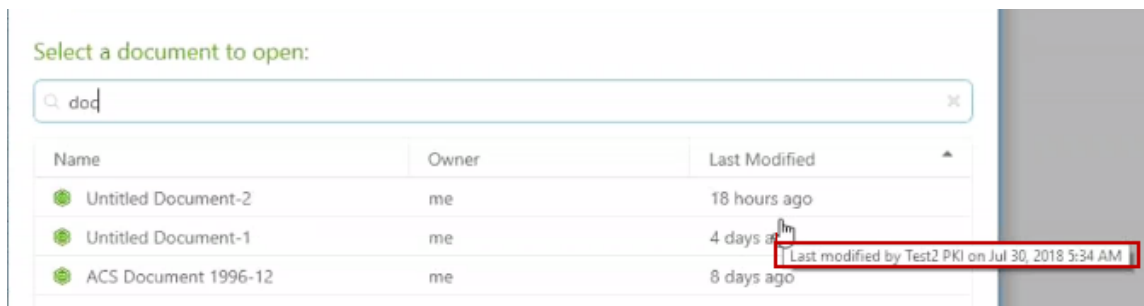 Select a document to open:
doc
Name Owner Last Modified
Untitled Document-2 me 18 hours ago
Untitled Document-1 me 4 days
Last modified by Test2 PKI on Jul 30, 2018 5:34 AM
ACS Document 1996-12 me 8 days ago